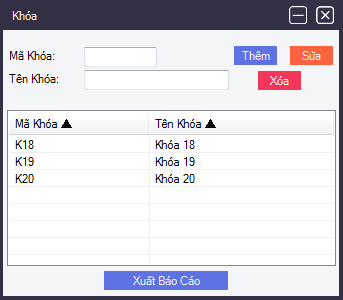 Khóa
Mã Khóa: Thêm Sửa
Tên Khóa: Xóa
Mã Khóa Tên Khóa
K18 Khóa 18
K19 Khóa 19
K20 Khóa 20
Xuất Báo Cáo